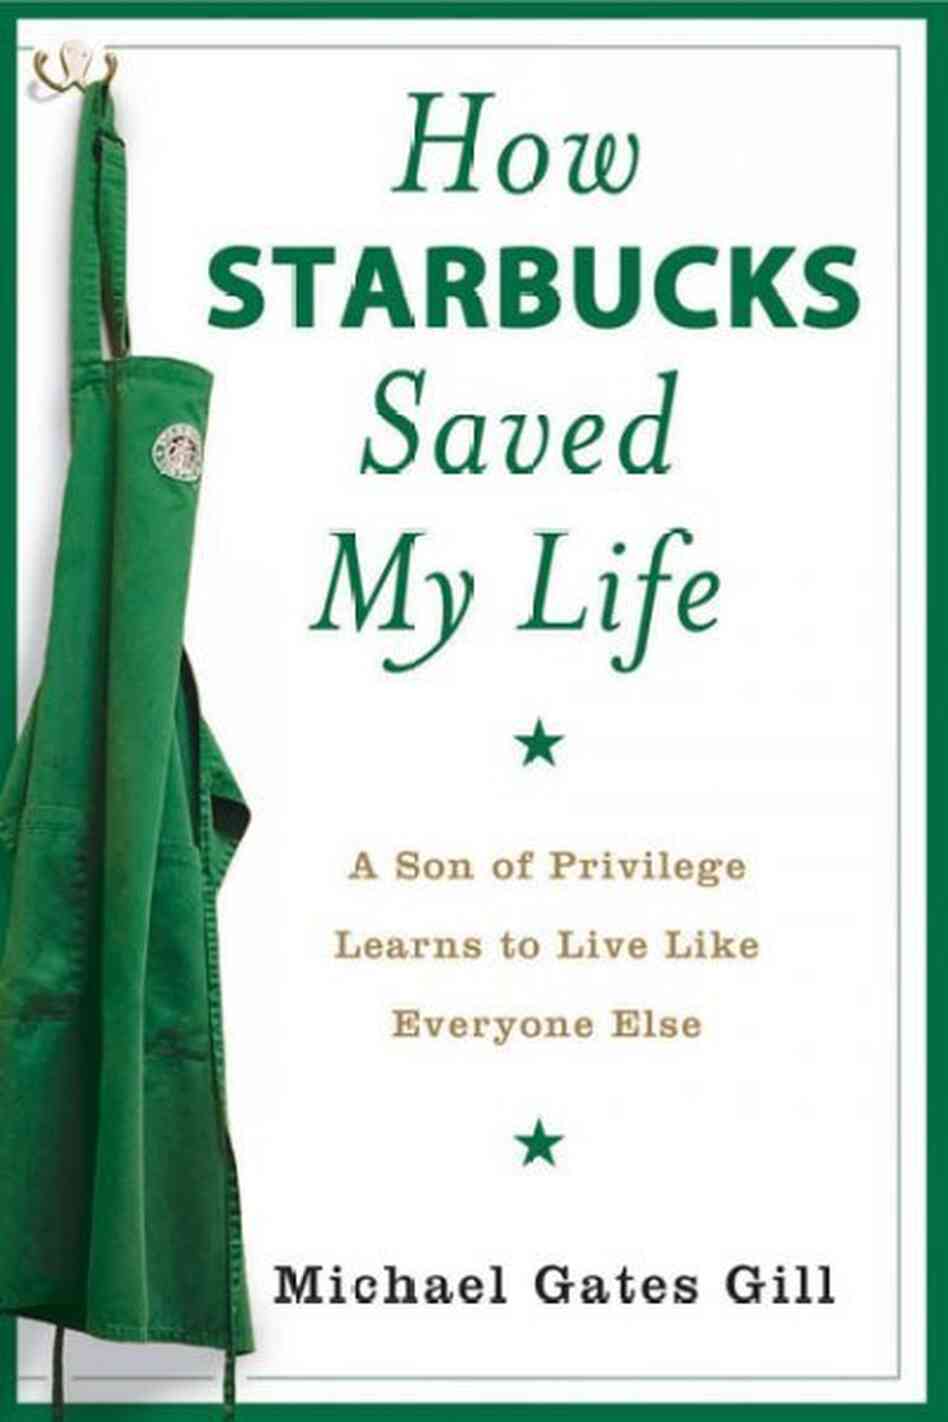 How
STARBUCKS
Saved
My Life
A Son of Privilege
Learns to Live Like
Everyone Else
Michael Gates Gill